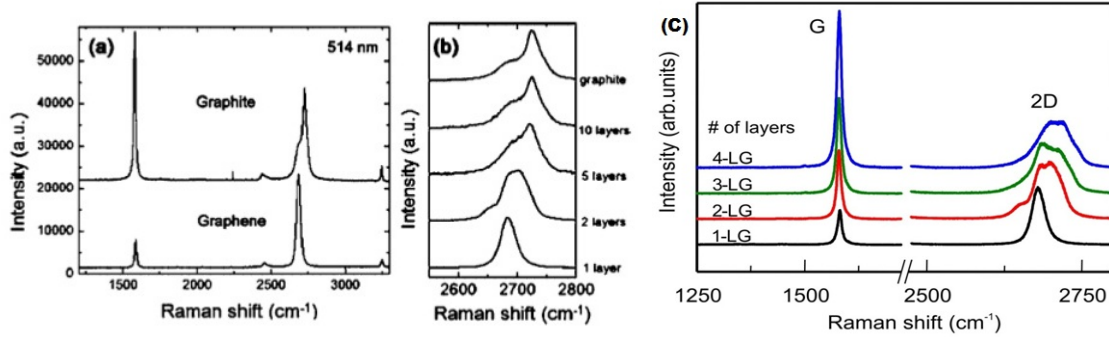 (a)
514 nm
50000
40000
30000
20000
10000
0
Graphite
Graphene
Intensity (a.u.)
1500 2000 2500 3000
Raman shift (cm-1)
(b)
graphite
10 layers
5 layers
2 layers
1 layer
Intensity (a.u.)
2600 2700 2800
Raman shift (cm-1)
(c)
G
2D
# of layers
4-LG
3-LG
2-LG
1-LG
Intensity (arb.units)
1250 1500 2500 2750
Raman shift (cm-1)